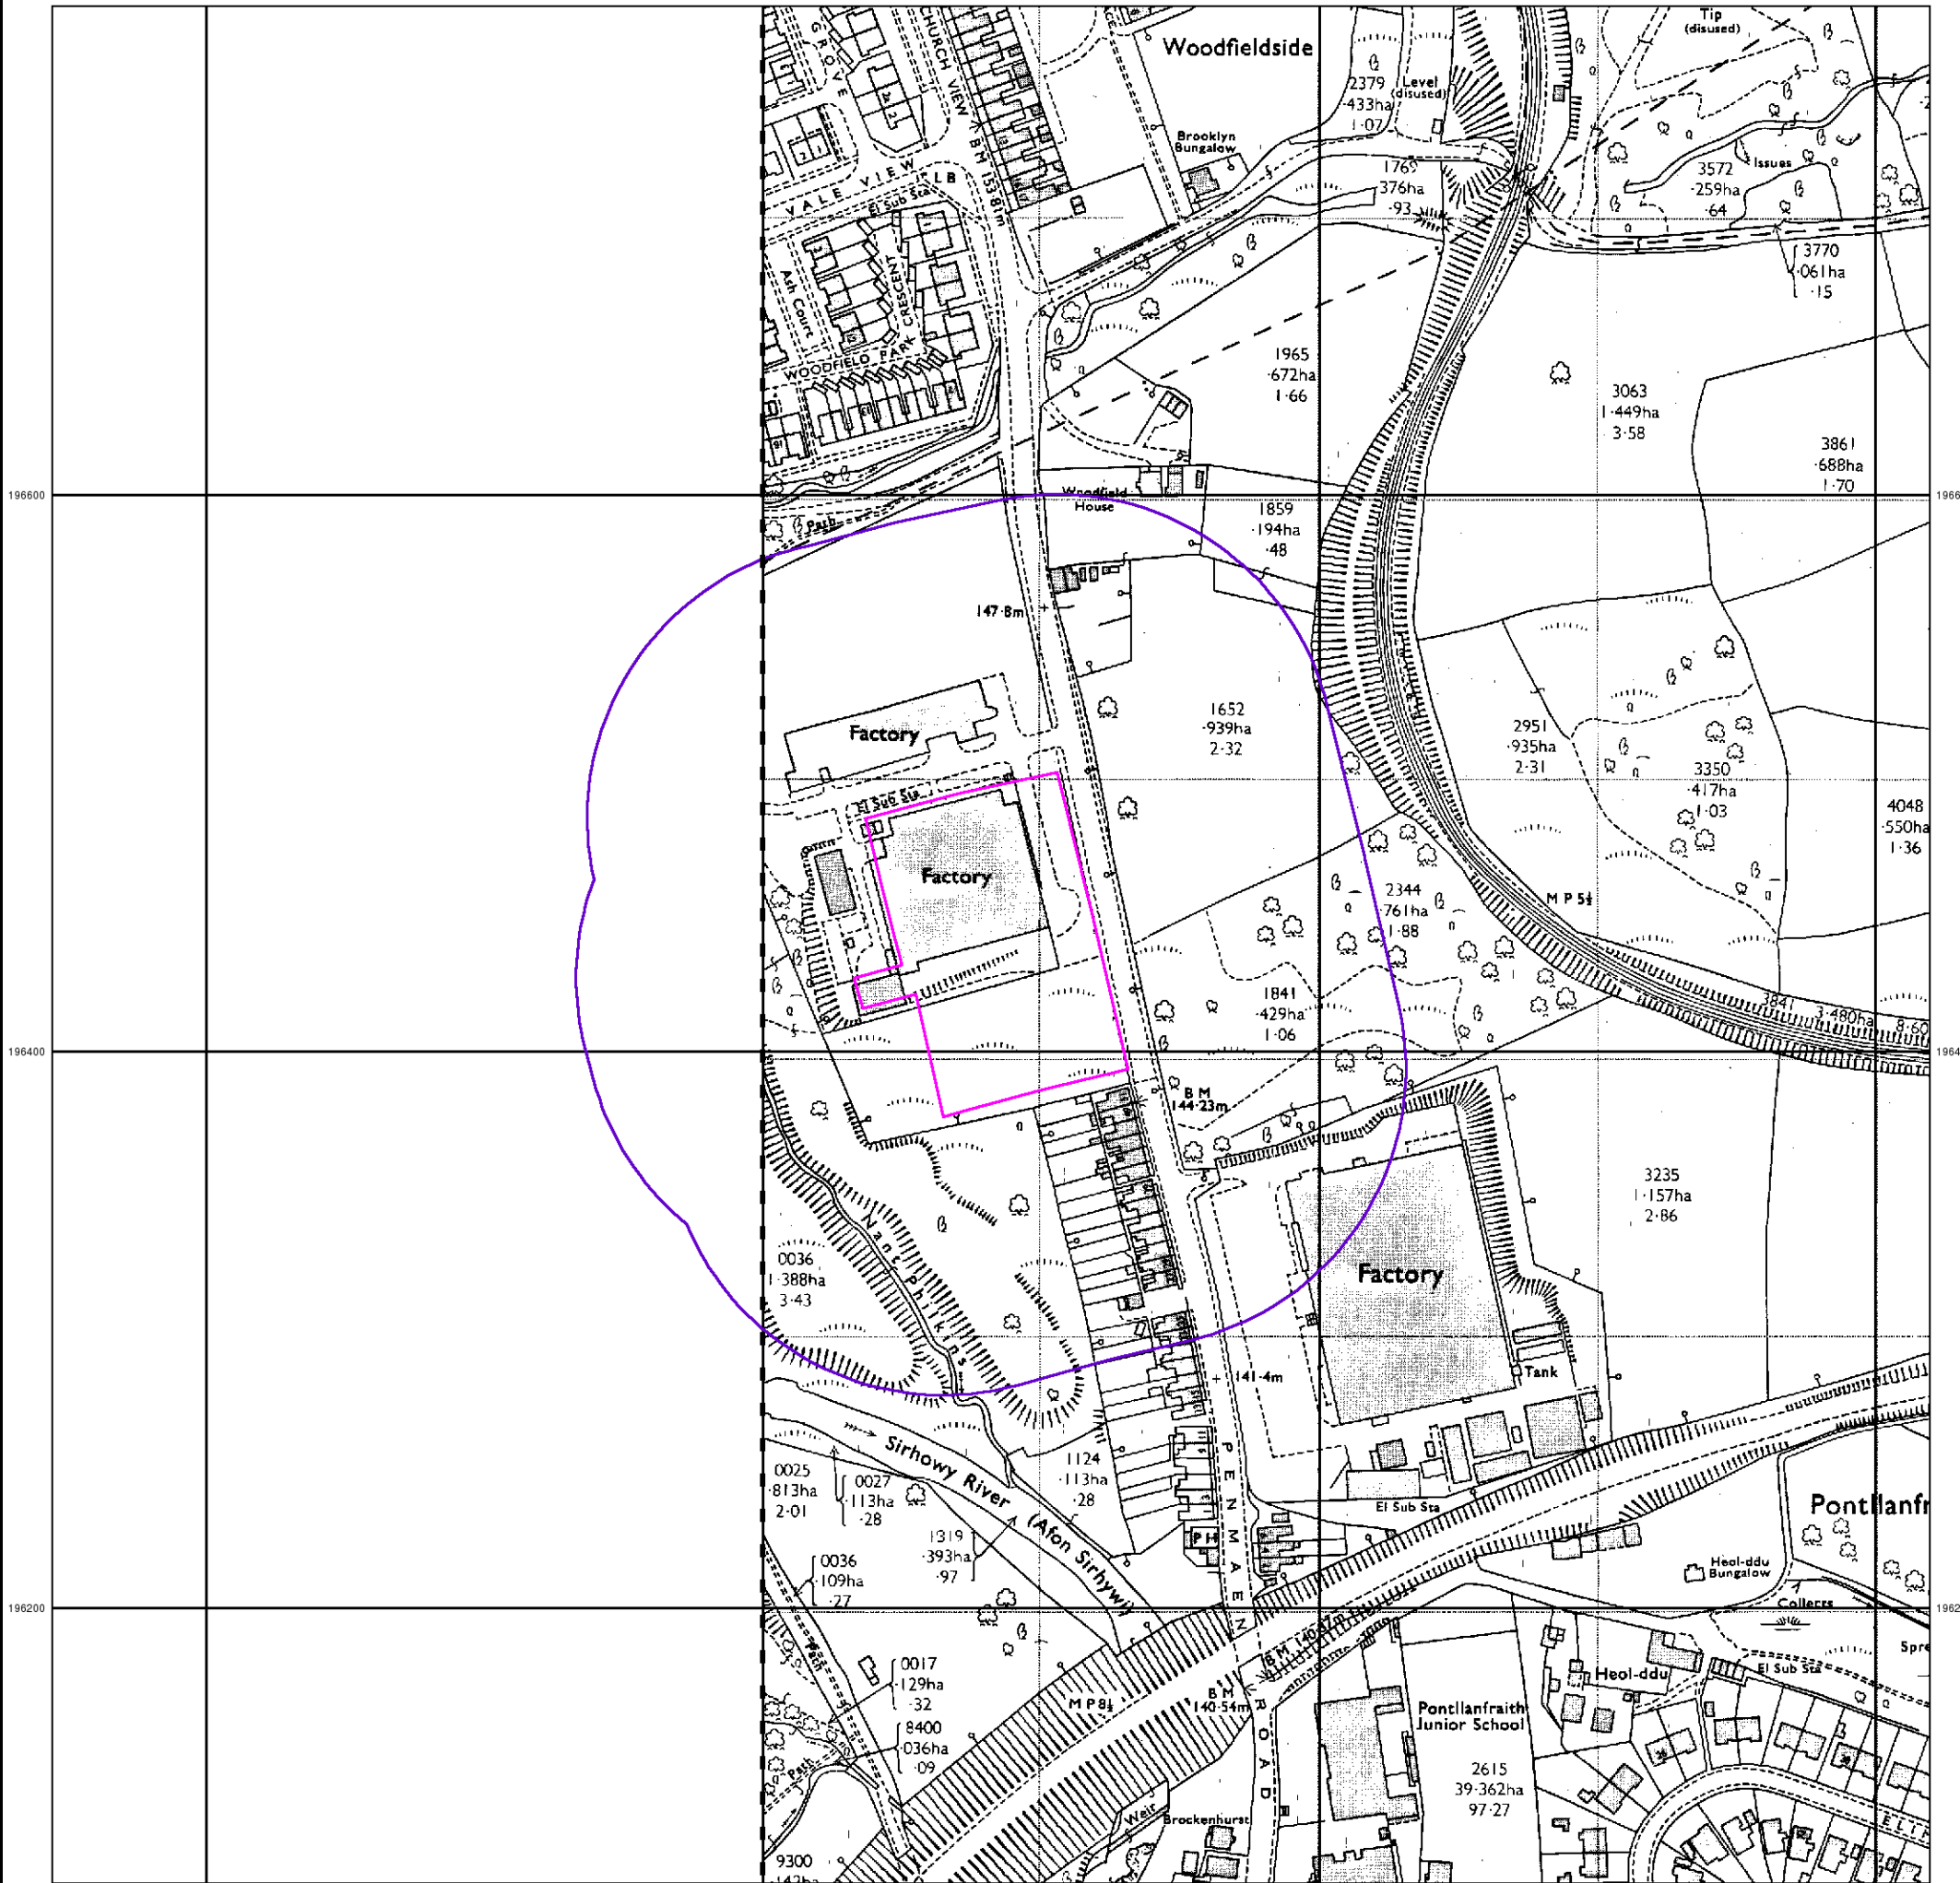 Woodfieldside
Tip
(disused)
GROVE
CHURCH VIEW
2379
·433ha
1·07
Level
(disused)
Brooklyn
Bungalow
VALE VIEW
LB
BM 153·81m
El Sub Sta
1769
·376ha
·93
3572
·259ha
·64
Issues
3770
·061ha
·15
Ash Court
WOODFIELD PARK CRESCENT
1965
·672ha
1·66
3063
1·449ha
3·58
3861
·688ha
1·70
196600
1966
Path
Woodfield
House
1859
·194ha
·48
147·8m
Factory
1652
·939ha
2·32
2951
·935ha
2·31
3350
·417ha
1·03
4048
·550ha
1·36
El Sub Sta
Factory
2344
·761ha
1·88
M P 5¼
1841
·429ha
1·06
3841
3·480ha
8·60
196400
1964
B M
144·23m
3235
1·157ha
2·86
0036
1·388ha
3·43
Factory
Tank
141·4m
Sirhowy River
(Afon Sirhywi)
0025
·813ha
2·01
0027
·113ha
·28
1124
·113ha
·28
1319
·393ha
·97
El Sub Sta
Pontllanfr
PH
PENMAEN
0036
·109ha
·27
Heol-ddu
Bungalow
196200
1962
Collects
Spre
Path
0017
·129ha
·32
B M 140·87m
Heol-ddu
El Sub Sta
M P 8¼
B M
140·54m
ROAD
Pontllanfraith
Junior School
8400
·036ha
·09
Path
2615
39·362ha
97·27
Weir
Brockenhurst
9300